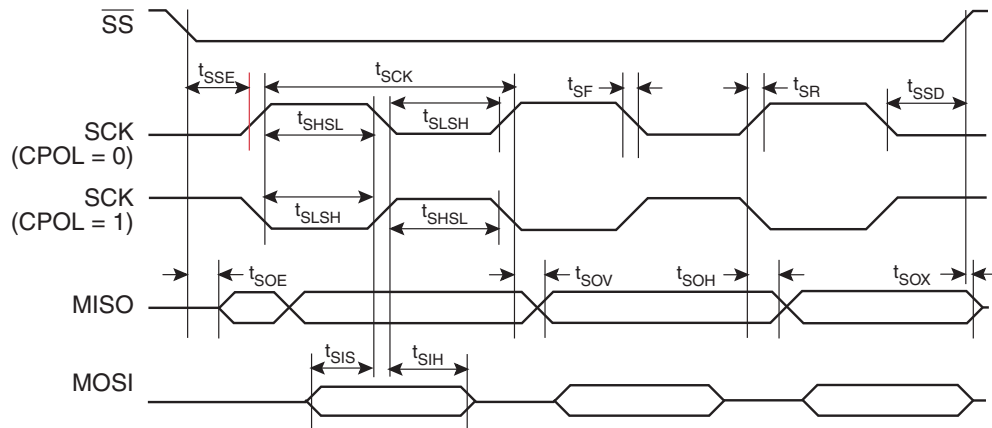 SS
tSSE
tSCK
tSF
tSR
tSSD
tSHSL
tSLSH
SCK
(CPOL = 0)
SCK
(CPOL = 1)
tSLSH
tSHSL
tSOE
tSOV
tSOH
tSOX
MISO
tSIS
tSIH
MOSI